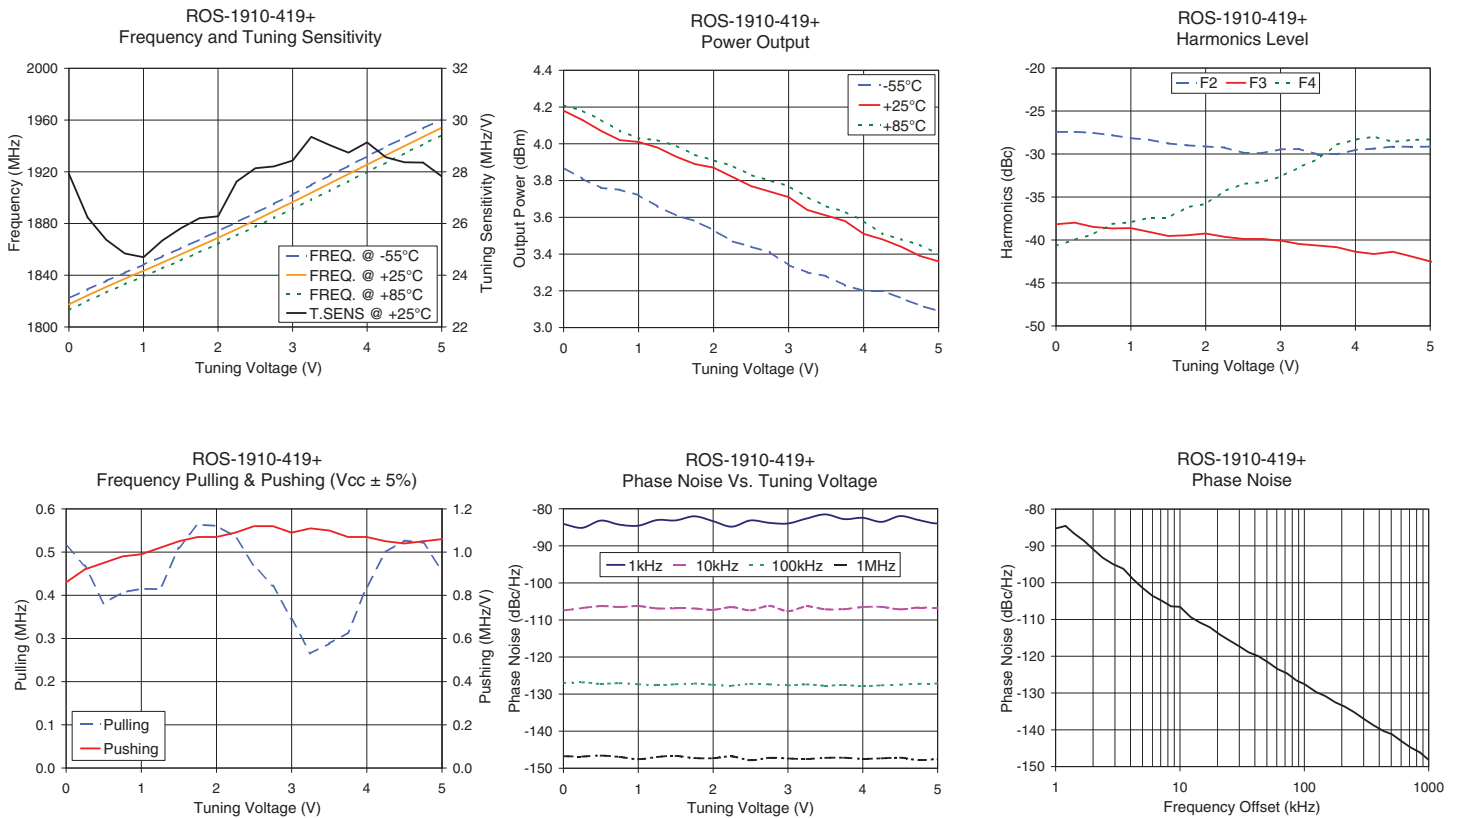 ROS-1910-419+
Frequency and Tuning Sensitivity
2000
1960
1920
1880
1840
1800
Frequency (MHz)
32
30
28
26
24
22
Tuning Sensitivity (MHz/V)
FREQ. @ -55°C
FREQ. @ +25°C
FREQ. @ +85°C
T.SENS @ +25°C
0 1 2 3 4 5
Tuning Voltage (V)
ROS-1910-419+
Power Output
4.4
4.2
4.0
3.8
3.6
3.4
3.2
3.0
Output Power (dBm)
-55°C
+25°C
+85°C
0 1 2 3 4 5
Tuning Voltage (V)
ROS-1910-419+
Harmonics Level
-20
-25
-30
-35
-40
-45
-50
Harmonics (dBc)
F2 F3 F4
0 1 2 3 4 5
Tuning Voltage (V)
ROS-1910-419+
Frequency Pulling & Pushing (Vcc ± 5%)
0.6
0.5
0.4
0.3
0.2
0.1
0.0
Pulling (MHz)
1.2
1.0
0.8
0.6
0.4
0.2
0.0
Pushing (MHz/V)
Pulling
Pushing
0 1 2 3 4 5
Tuning Voltage (V)
ROS-1910-419+
Phase Noise Vs. Tuning Voltage
-80
-90
-100
-110
-120
-130
-140
-150
Phase Noise (dBc/Hz)
1kHz 10kHz 100kHz 1MHz
0 1 2 3 4 5
Tuning Voltage (V)
ROS-1910-419+
Phase Noise
-80
-90
-100
-110
-120
-130
-140
-150
Phase Noise (dBc/Hz)
1 10 100 1000
Frequency Offset (kHz)